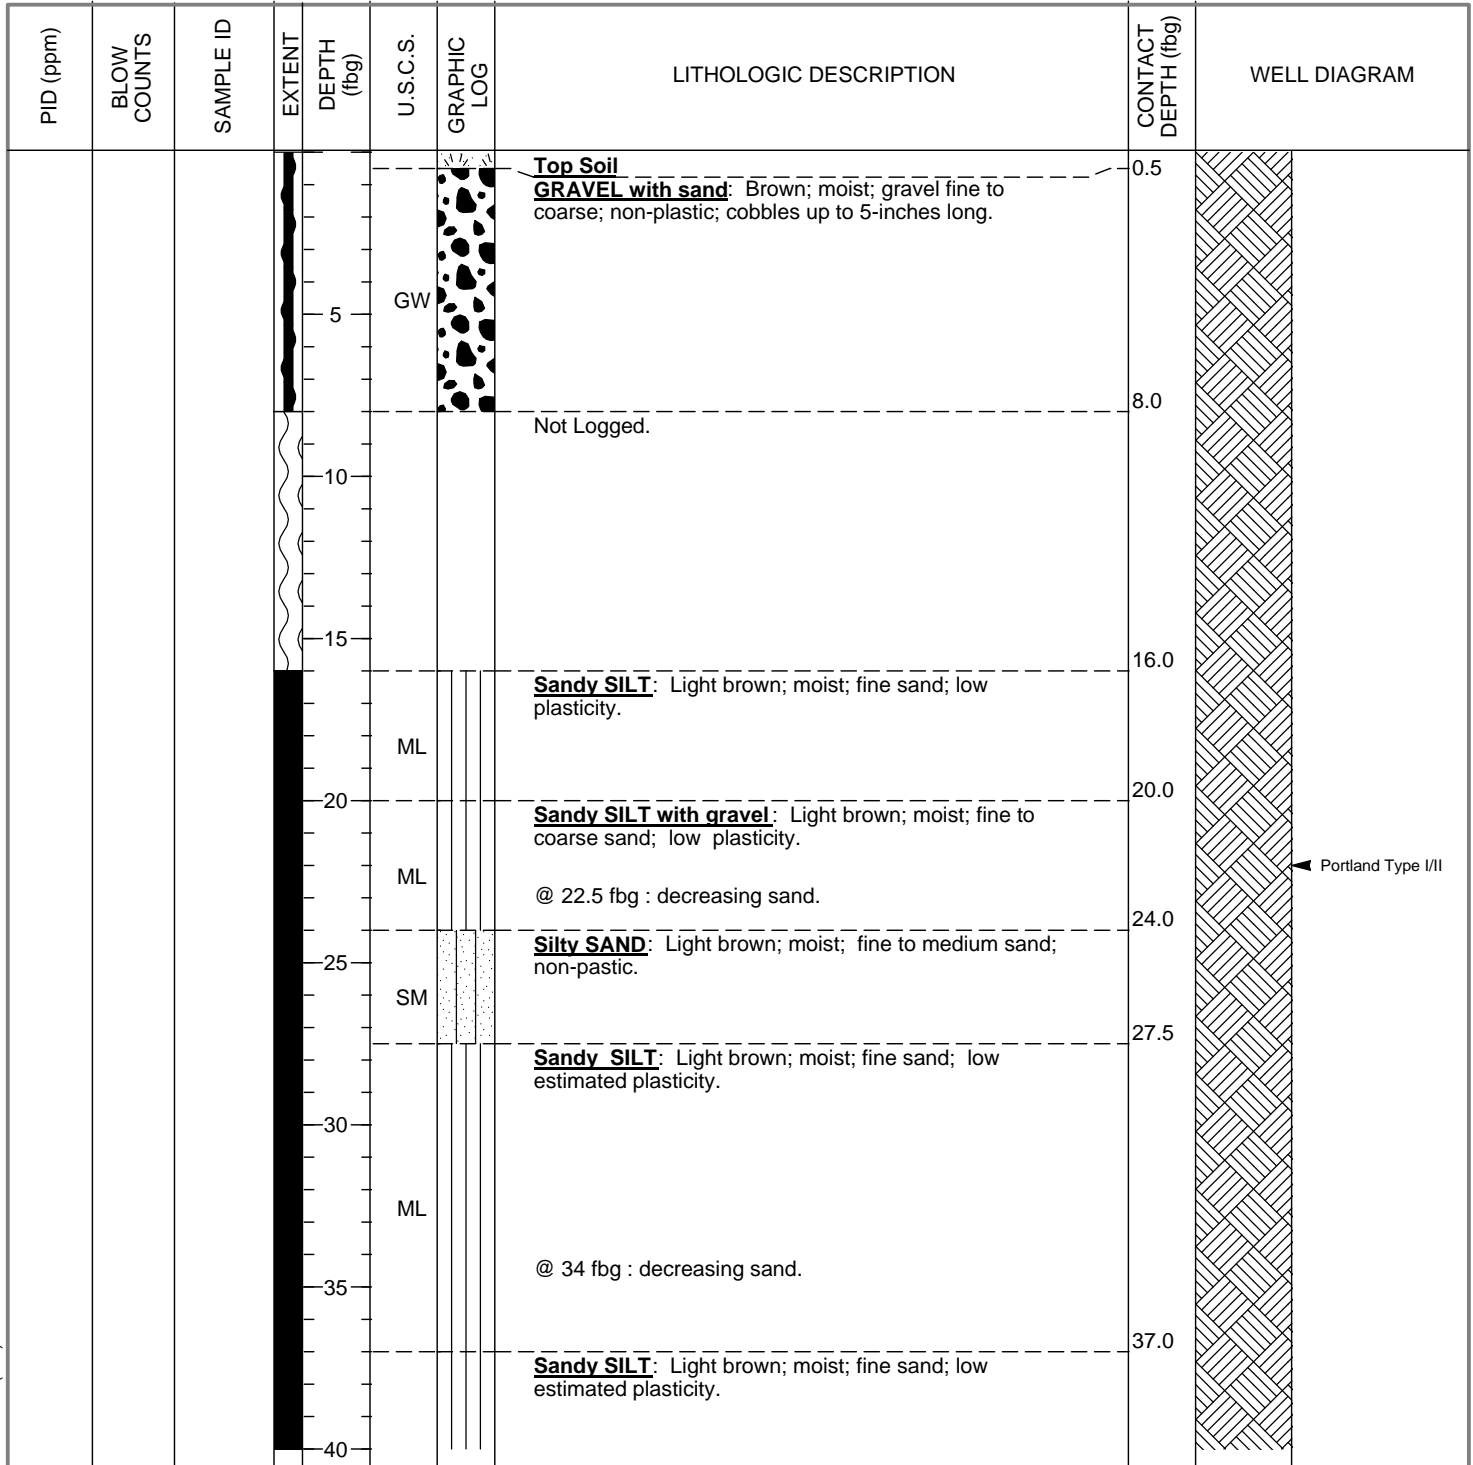 PID (ppm)
BLOW
COUNTS
SAMPLE ID
EXTENT
DEPTH
(fbg)
U.S.C.S.
GRAPHIC
LOG
LITHOLOGIC DESCRIPTION
CONTACT
DEPTH (fbg)
WELL DIAGRAM
Top Soil
0.5
GRAVEL with sand: Brown; moist; gravel fine to
coarse; non-plastic; cobbles up to 5-inches long.
GW
5
8.0
Not Logged.
10
15
16.0
Sandy SILT: Light brown; moist; fine sand; low
plasticity.
ML
20
20.0
Sandy SILT with gravel: Light brown; moist; fine to
coarse sand; low plasticity.
Portland Type I/II
ML
@ 22.5 fbg : decreasing sand.
24.0
Silty SAND: Light brown; moist; fine to medium sand;
non-pastic.
25
SM
27.5
Sandy SILT: Light brown; moist; fine sand; low
estimated plasticity.
30
ML
@ 34 fbg : decreasing sand.
35
37.0
Sandy SILT: Light brown; moist; fine sand; low
estimated plasticity.
40